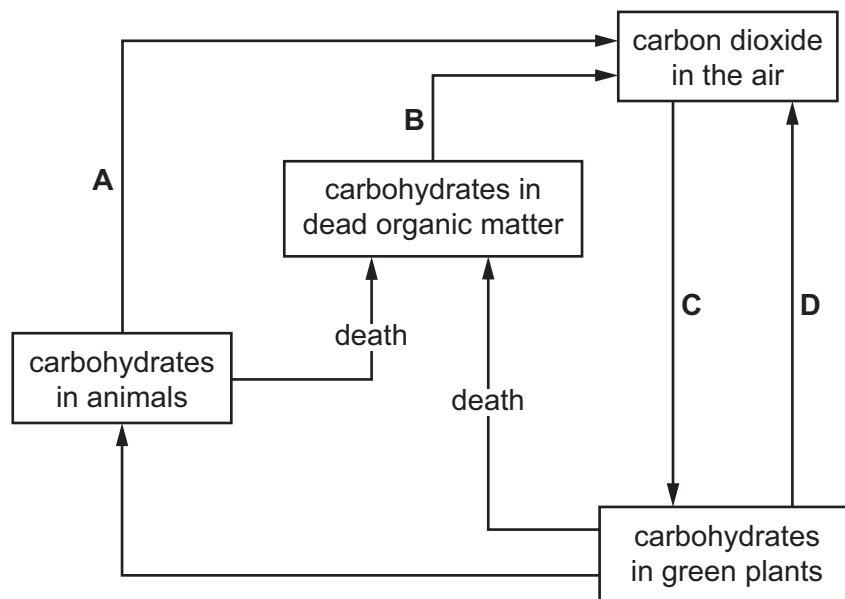 carbon dioxide
in the air
B
A
carbohydrates in
dead organic matter
C
D
death
carbohydrates
in animals
death
carbohydrates
in green plants